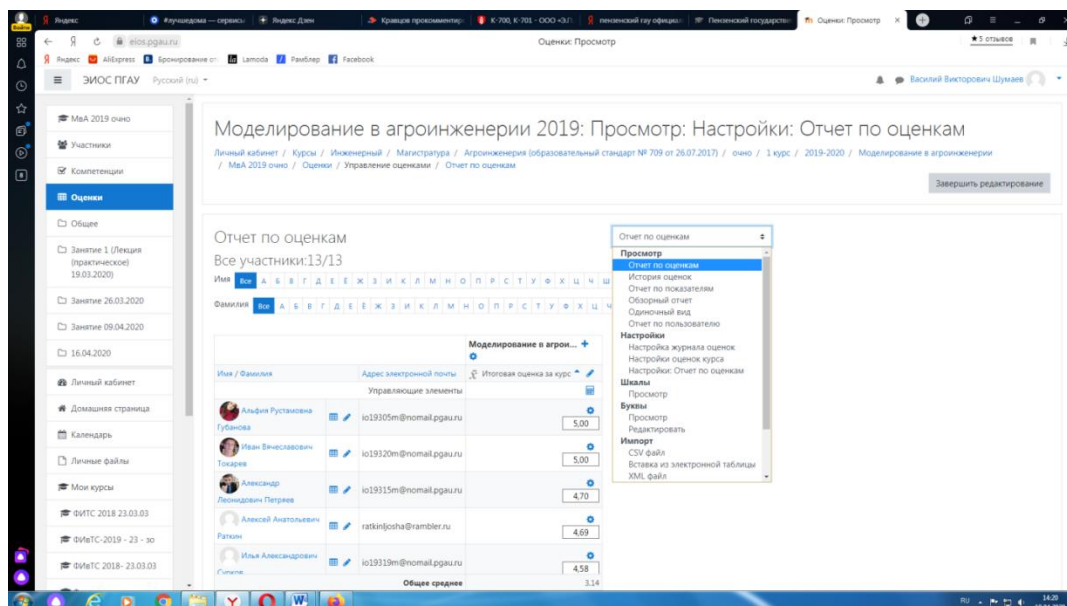 Яндекс
#лучшедома — сервисы
Яндекс Дзен
Кравцов прокомментир
К-700, К-701 - ООО «З.П.
пензенский гау официал
Пензенский государстве
Оценки: Просмотр
eios.pgau.ru
Оценки: Просмотр
★ 5 отзывов
Яндекс
AliExpress
Бронирование от
Lamoda
Рамблер
Facebook
ЭИОС ПГАУ
Русский (ru)
Василий Викторович Шумаев
МвА 2019 очно
Участники
Компетенции
Оценки
Общее
Занятие 1 (Лекция
(практическое)
19.03.2020)
Занятие 26.03.2020
Занятие 09.04.2020
16.04.2020
Личный кабинет
Домашняя страница
Календарь
Личные файлы
Мои курсы
ФИТС 2018 23.03.03
ФИвТС-2019 - 23 - зо
ФИвТС 2018- 23.03.03
Моделирование в агроинженерии 2019: Просмотр: Настройки: Отчет по оценкам
Личный кабинет / Курсы / Инженерный / Магистратура / Агроинженерия (образовательный стандарт № 709 от 26.07.2017) / очно / 1 курс / 2019-2020 / Моделирование в агроинженерии
/ МвА 2019 очно / Оценки / Управление оценками / Отчет по оценкам
Завершить редактирование
Отчет по оценкам
Все участники:13/13
Имя Все А Б В Г Д Е Ё Ж З И К Л М Н О П Р С Т У Ф Х Ц Ч Ш
Фамилия Все А Б В Г Д Е Ё Ж З И К Л М Н О П Р С Т У Ф Х Ц Ч
Моделирование в агрои...
Имя / Фамилия
Адрес электронной почты
Итоговая оценка за курс
Управляющие элементы
Альфия Рустамовна
Губанова
io19305m@nomail.pgau.ru
5,00
Иван Вячеславович
Токарев
io19320m@nomail.pgau.ru
5,00
Александр
Леонидович Петряев
io19315m@nomail.pgau.ru
4,70
Алексей Анатольевич
Раткин
ratkinljosha@rambler.ru
4,69
Илья Александрович
io19319m@nomail.pgau.ru
4,58
Общее среднее
3,14
Отчет по оценкам
Просмотр
Отчет по оценкам
История оценок
Отчет по показателям
Обзорный отчет
Одиночный вид
Отчет по пользователю
Настройки
Настройка журнала оценок
Настройки оценок курса
Настройки: Отчет по оценкам
Шкалы
Просмотр
Буквы
Просмотр
Редактировать
Импорт
CSV файл
Вставка из электронной таблицы
XML файл
RU
14:20